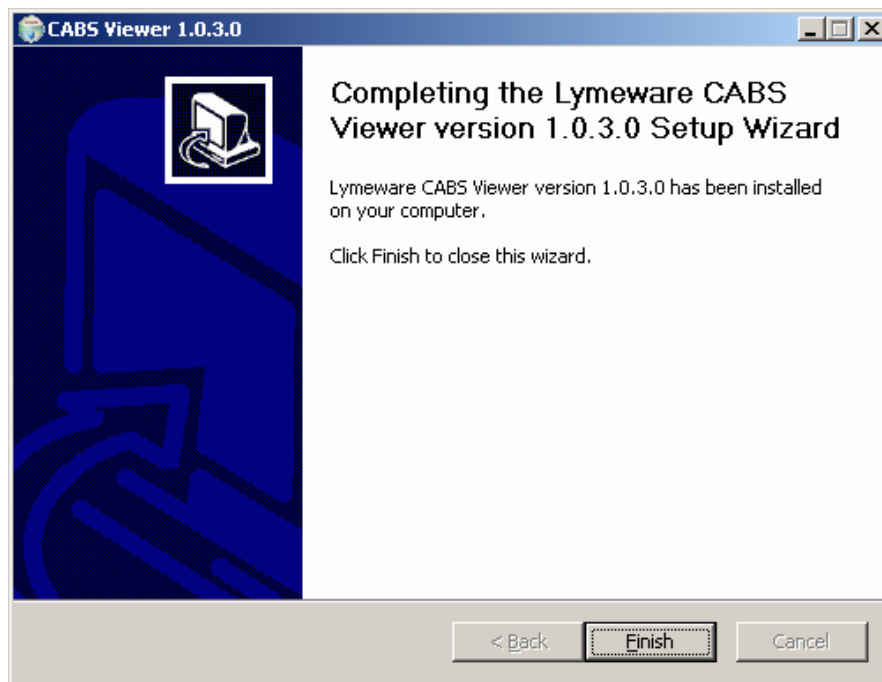 CABS Viewer 1.0.3.0
Completing the Lymeware CABS
Viewer version 1.0.3.0 Setup Wizard
Lymeware CABS Viewer version 1.0.3.0 has been installed
on your computer.
Click Finish to close this wizard.
< Back Finish Cancel